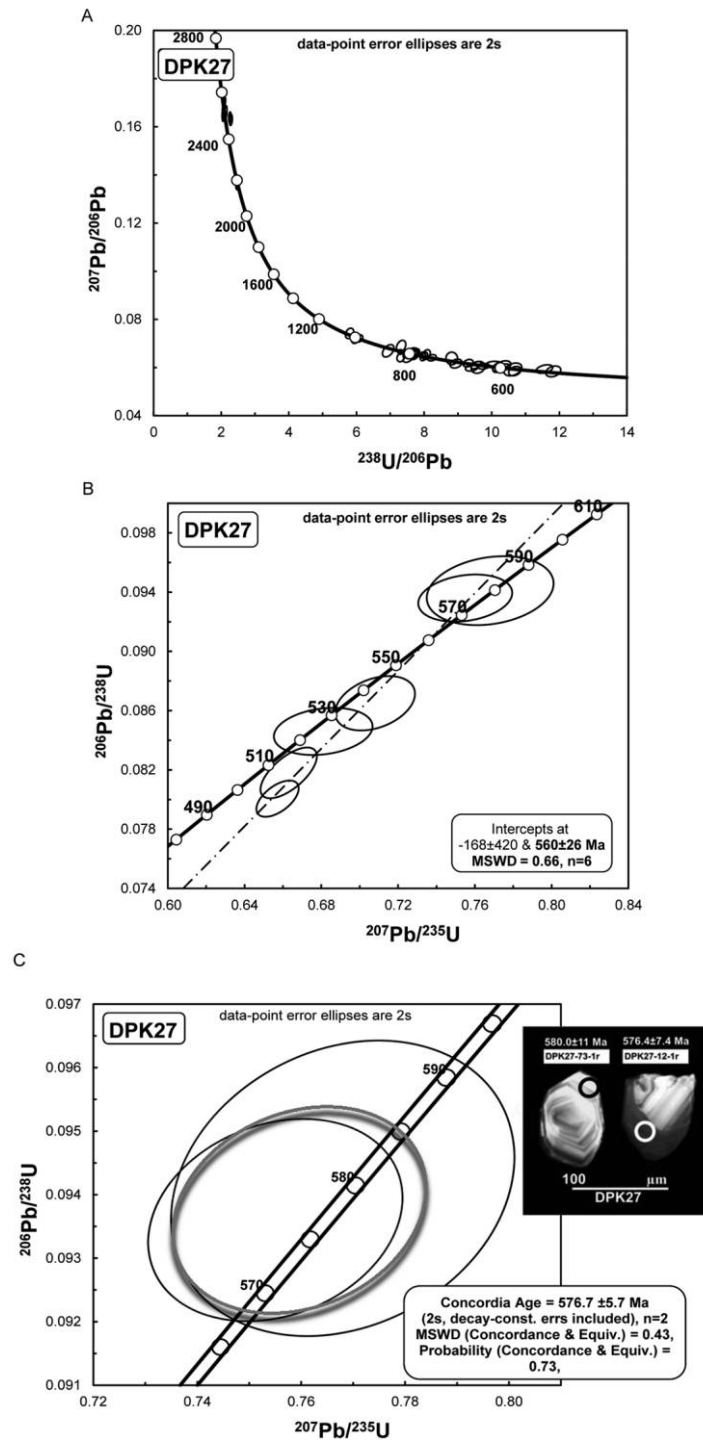 A
data-point error ellipses are 2s
DPK27
0.20
0.16
0.12
0.08
0.04
2800
2400
2000
1600
1200
800
600
0 2 4 6 8 10 12 14
207Pb/206Pb
238U/206Pb
B
data-point error ellipses are 2s
DPK27
0.098
0.094
0.090
0.086
0.082
0.078
0.074
610
590
570
550
530
510
490
Intercepts at
-168±420 & 560±26 Ma
MSWD = 0.66, n=6
0.60 0.64 0.68 0.72 0.76 0.80 0.84
206Pb/238U
207Pb/235U
C
data-point error ellipses are 2s
DPK27
0.097
0.096
0.095
0.094
0.093
0.092
0.091
590
580
570
580.0±11 Ma 576.4±7.4 Ma
DPK27-73-1r DPK27-12-1r
100 µm
DPK27
Concordia Age = 576.7 ±5.7 Ma
(2s, decay-const. errs included), n=2
MSWD (Concordance & Equiv.) = 0.43,
Probability (Concordance & Equiv.) =
0.73,
0.72 0.74 0.76 0.78 0.80
206Pb/238U
207Pb/235U